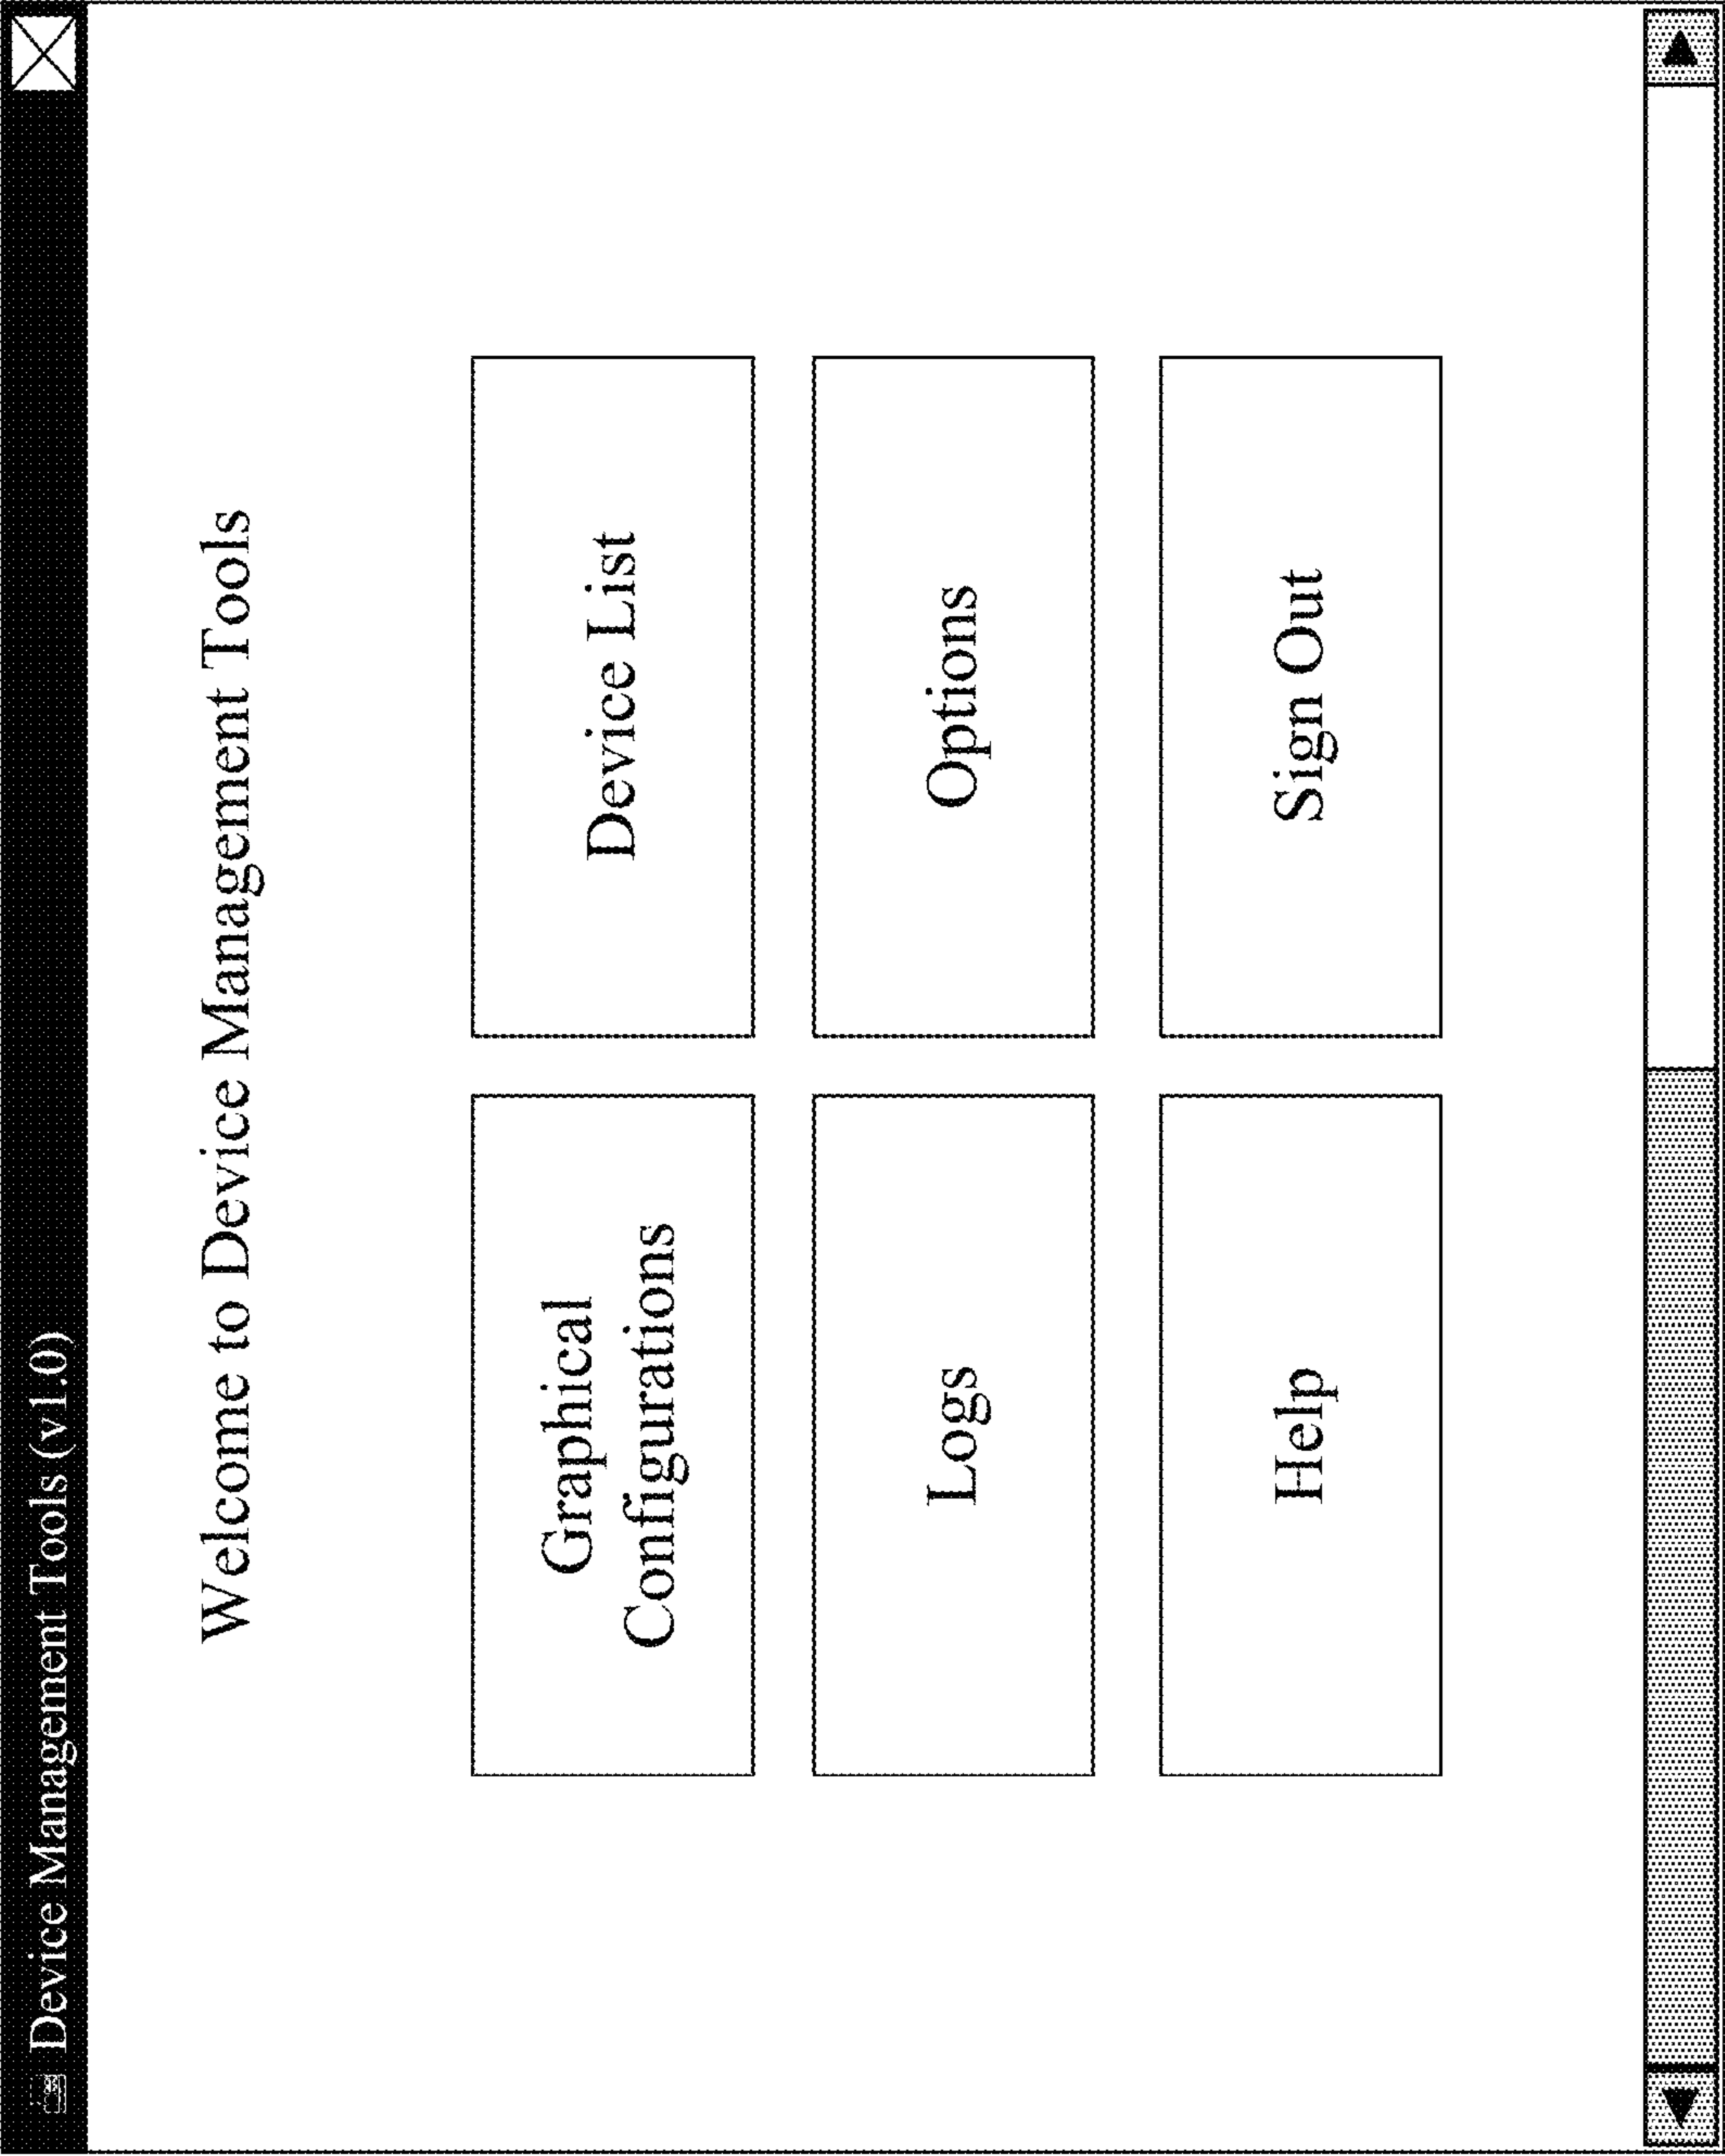 Device Management Tools (v1.0)
Welcome to Device Management Tools
Graphical
Configurations
Device List
Logs
Options
Help
Sign Out